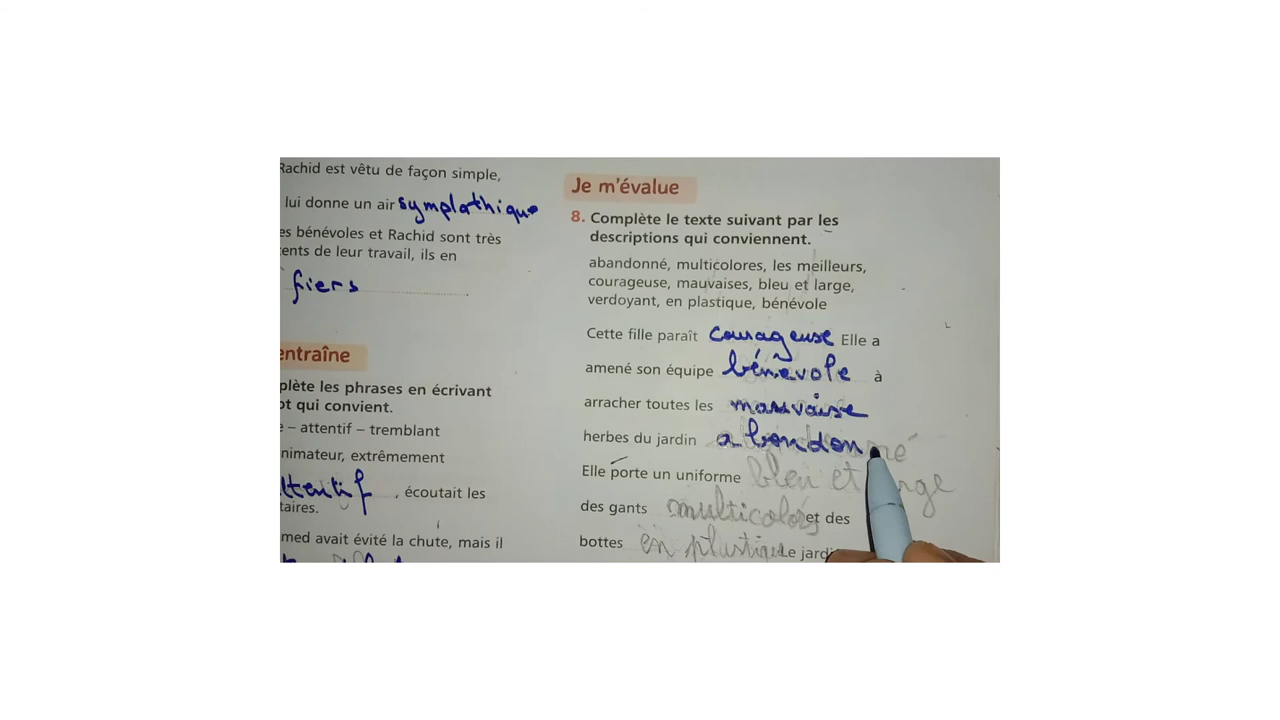 Rachid est vêtu de façon simple,
lui donne un air symplathique
es bénévoles et Rachid sont très
ents de leur travail, ils en
fiers
entraîne
plète les phrases en écrivant
ot qui convient.
e – attentif – tremblant
nimateur, extrêmement
attentif , écoutait les
taires.
med avait évité la chute, mais il
Je m'évalue
8. Complète le texte suivant par les
descriptions qui conviennent.
abandonné, multicolores, les meilleurs,
courageuse, mauvaises, bleu et large,
verdoyant, en plastique, bénévole
Cette fille paraît courageuse Elle a
amené son équipe bénévole à
arracher toutes les mauvaise
herbes du jardin abondon né
Elle porte un uniforme bleu et large
des gants multicolores et des
bottes en plastique Le jardi